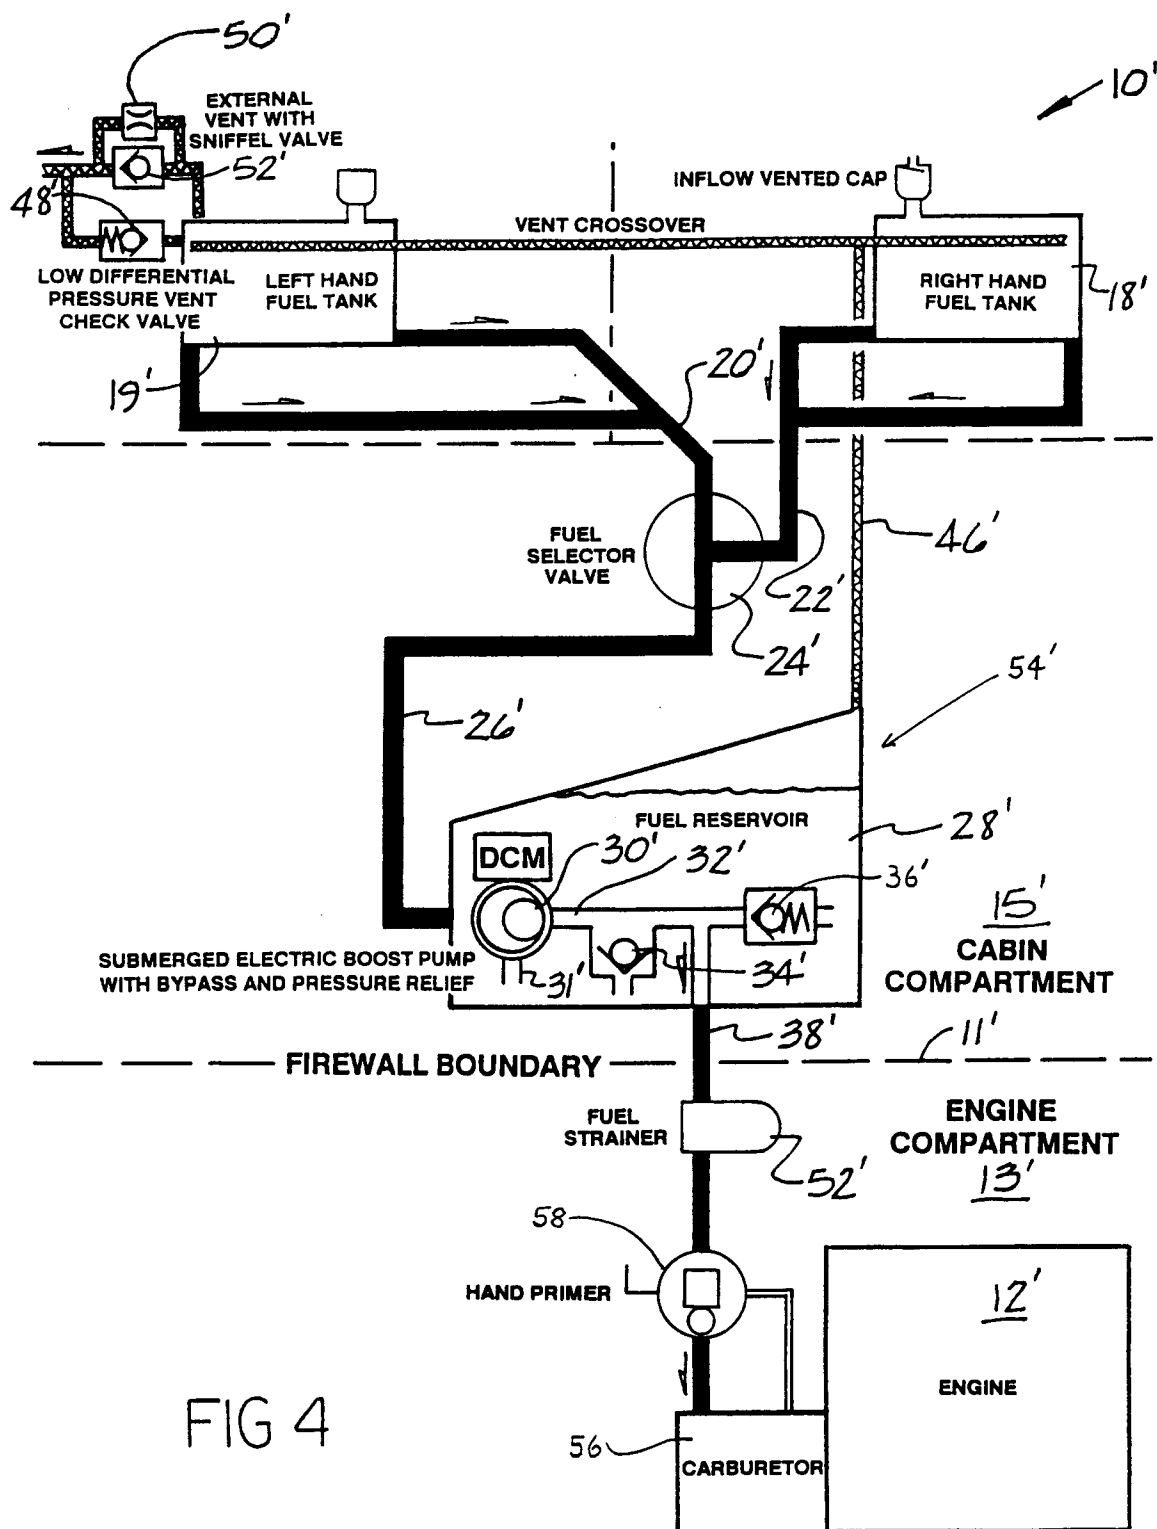 50'
10'
EXTERNAL
VENT WITH
SNIFFEL VALVE
52'
48'
INFLOW VENTED CAP
VENT CROSSOVER
LOW DIFFERENTIAL
PRESSURE VENT
CHECK VALVE
LEFT HAND
FUEL TANK
RIGHT HAND
FUEL TANK
18'
19'
20'
FUEL
SELECTOR
VALVE
46'
22'
24'
54'
26'
FUEL RESERVOIR
28'
DCM
30'
32'
36'
15'
CABIN
COMPARTMENT
SUBMERGED ELECTRIC BOOST PUMP
WITH BYPASS AND PRESSURE RELIEF
31'
34'
38'
11'
FIREWALL BOUNDARY
FUEL
STRAINER
ENGINE
COMPARTMENT
13'
52'
58
HAND PRIMER
12'
ENGINE
FIG 4
56
CARBURETOR